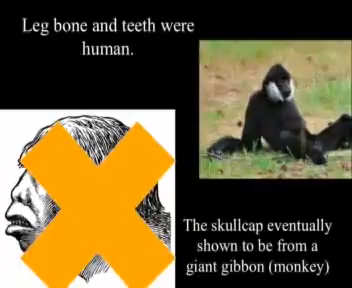 Leg bone and teeth were
human.
The skullcap eventually
shown to be from a
giant gibbon (monkey)